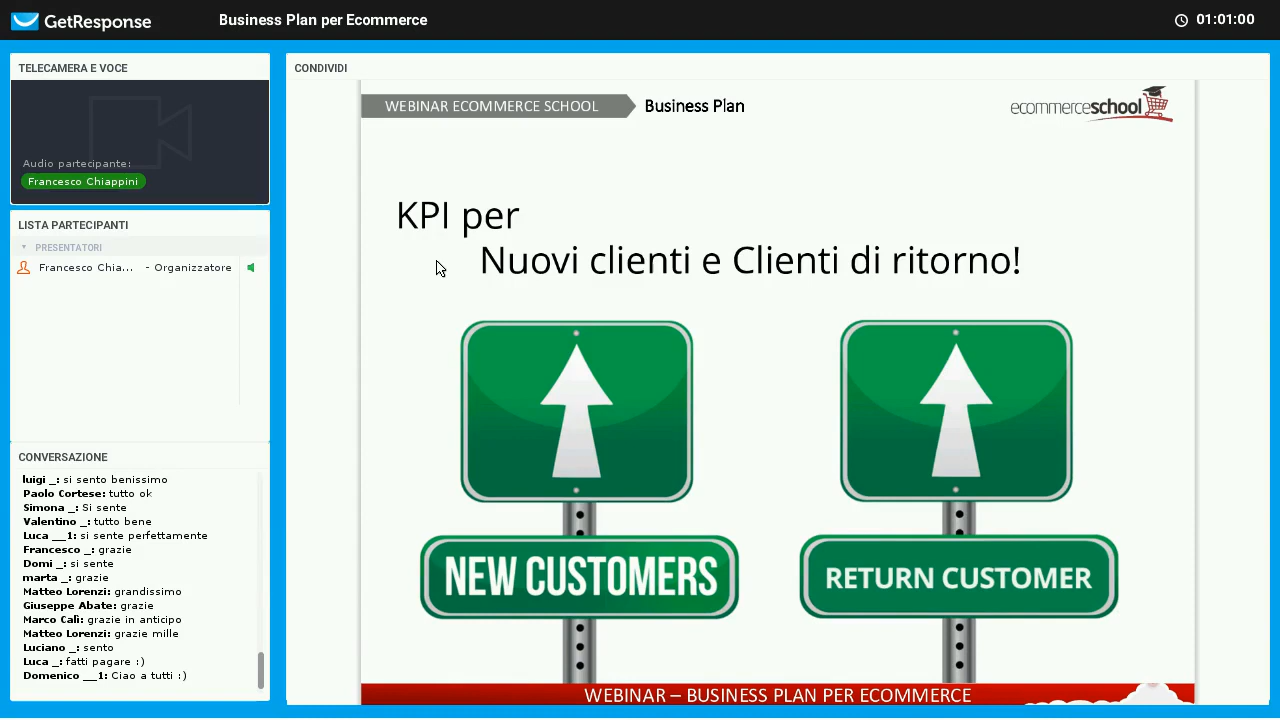 GetResponse
Business Plan per Ecommerce
01:01:00
TELECAMERA E VOCE
Audio partecipante:
Francesco Chiappini
LISTA PARTECIPANTI
PRESENTATORI
Francesco Chia... - Organizzatore
CONVERSAZIONE
luigi _: si sento benissimo
Paolo Cortese: tutto ok
Simona _: Si sente
Valentino _: tutto bene
Luca __1: si sente perfettamente
Francesco _: grazie
Domi _: si sente
marta _: grazie
Matteo Lorenzi: grandissimo
Giuseppe Abate: grazie
Marco Calì: grazie in anticipo
Matteo Lorenzi: grazie mille
Luciano _: sento
Luca _: fatti pagare :)
Domenico __1: Ciao a tutti :)
CONDIVIDI
WEBINAR ECOMMERCE SCHOOL
Business Plan
ecommerceschool
KPI per
Nuovi clienti e Clienti di ritorno!
NEW CUSTOMERS
RETURN CUSTOMER
WEBINAR – BUSINESS PLAN PER ECOMMERCE